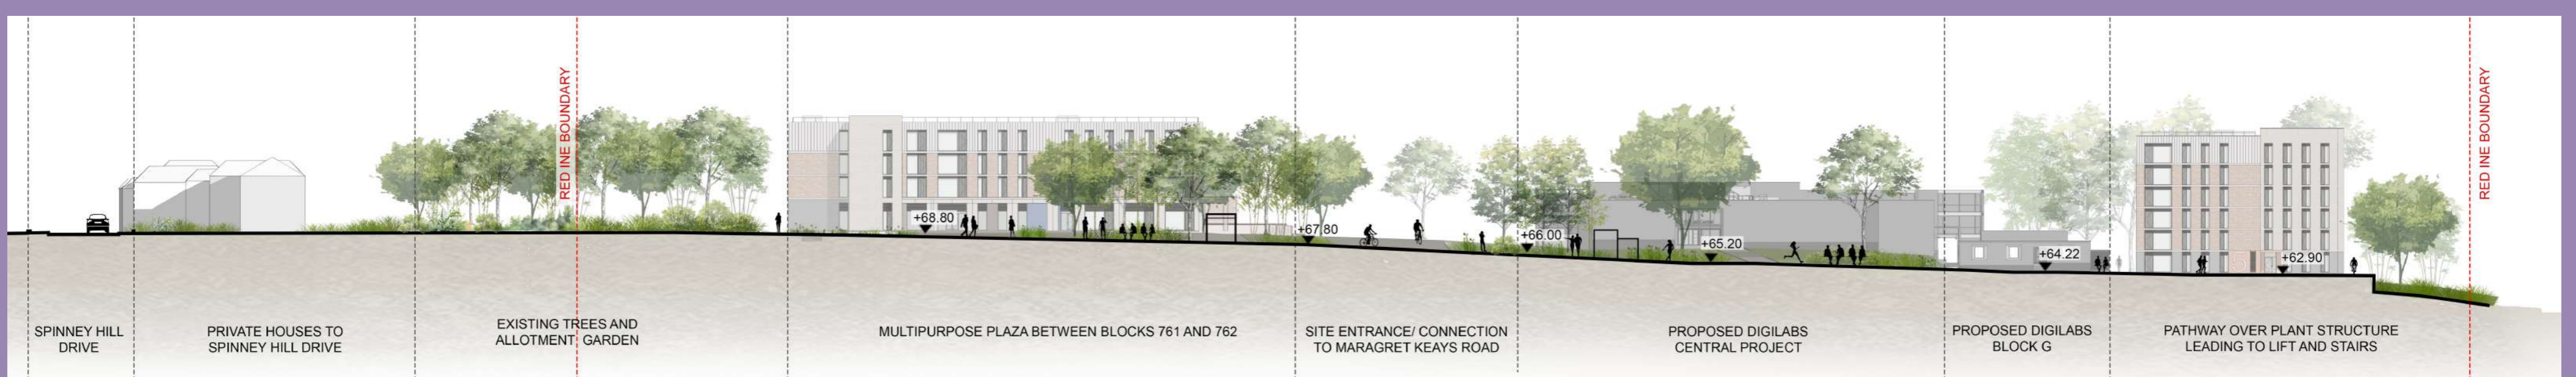 RED INE BOUNDARY
RED INE BOUNDARY
+68.80
+67.80
+66.00
+65.20
+64.22
+62.90
SPINNEY HILL
DRIVE
PRIVATE HOUSES TO
SPINNEY HILL DRIVE
EXISTING TREES AND
ALLOTMENT GARDEN
MULTIPURPOSE PLAZA BETWEEN BLOCKS 761 AND 762
SITE ENTRANCE/ CONNECTION
TO MARAGRET KEAYS ROAD
PROPOSED DIGILABS
CENTRAL PROJECT
PROPOSED DIGILABS
BLOCK G
PATHWAY OVER PLANT STRUCTURE
LEADING TO LIFT AND STAIRS